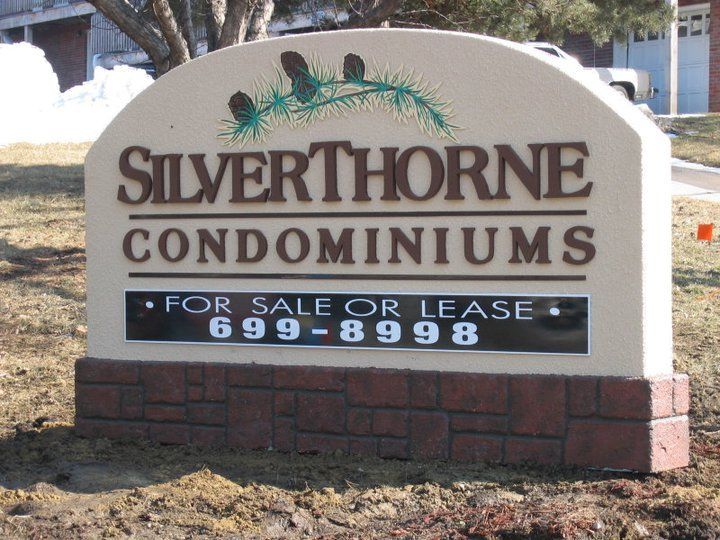 SILVERTHORNE
CONDOMINIUMS
• FOR SALE OR LEASE •
699-8998